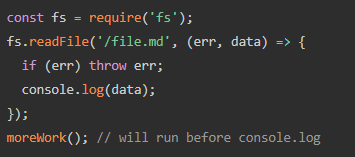 const fs = require('fs');
fs.readFile('/file.md', (err, data) => {
  if (err) throw err;
  console.log(data);
});
moreWork(); // will run before console.log